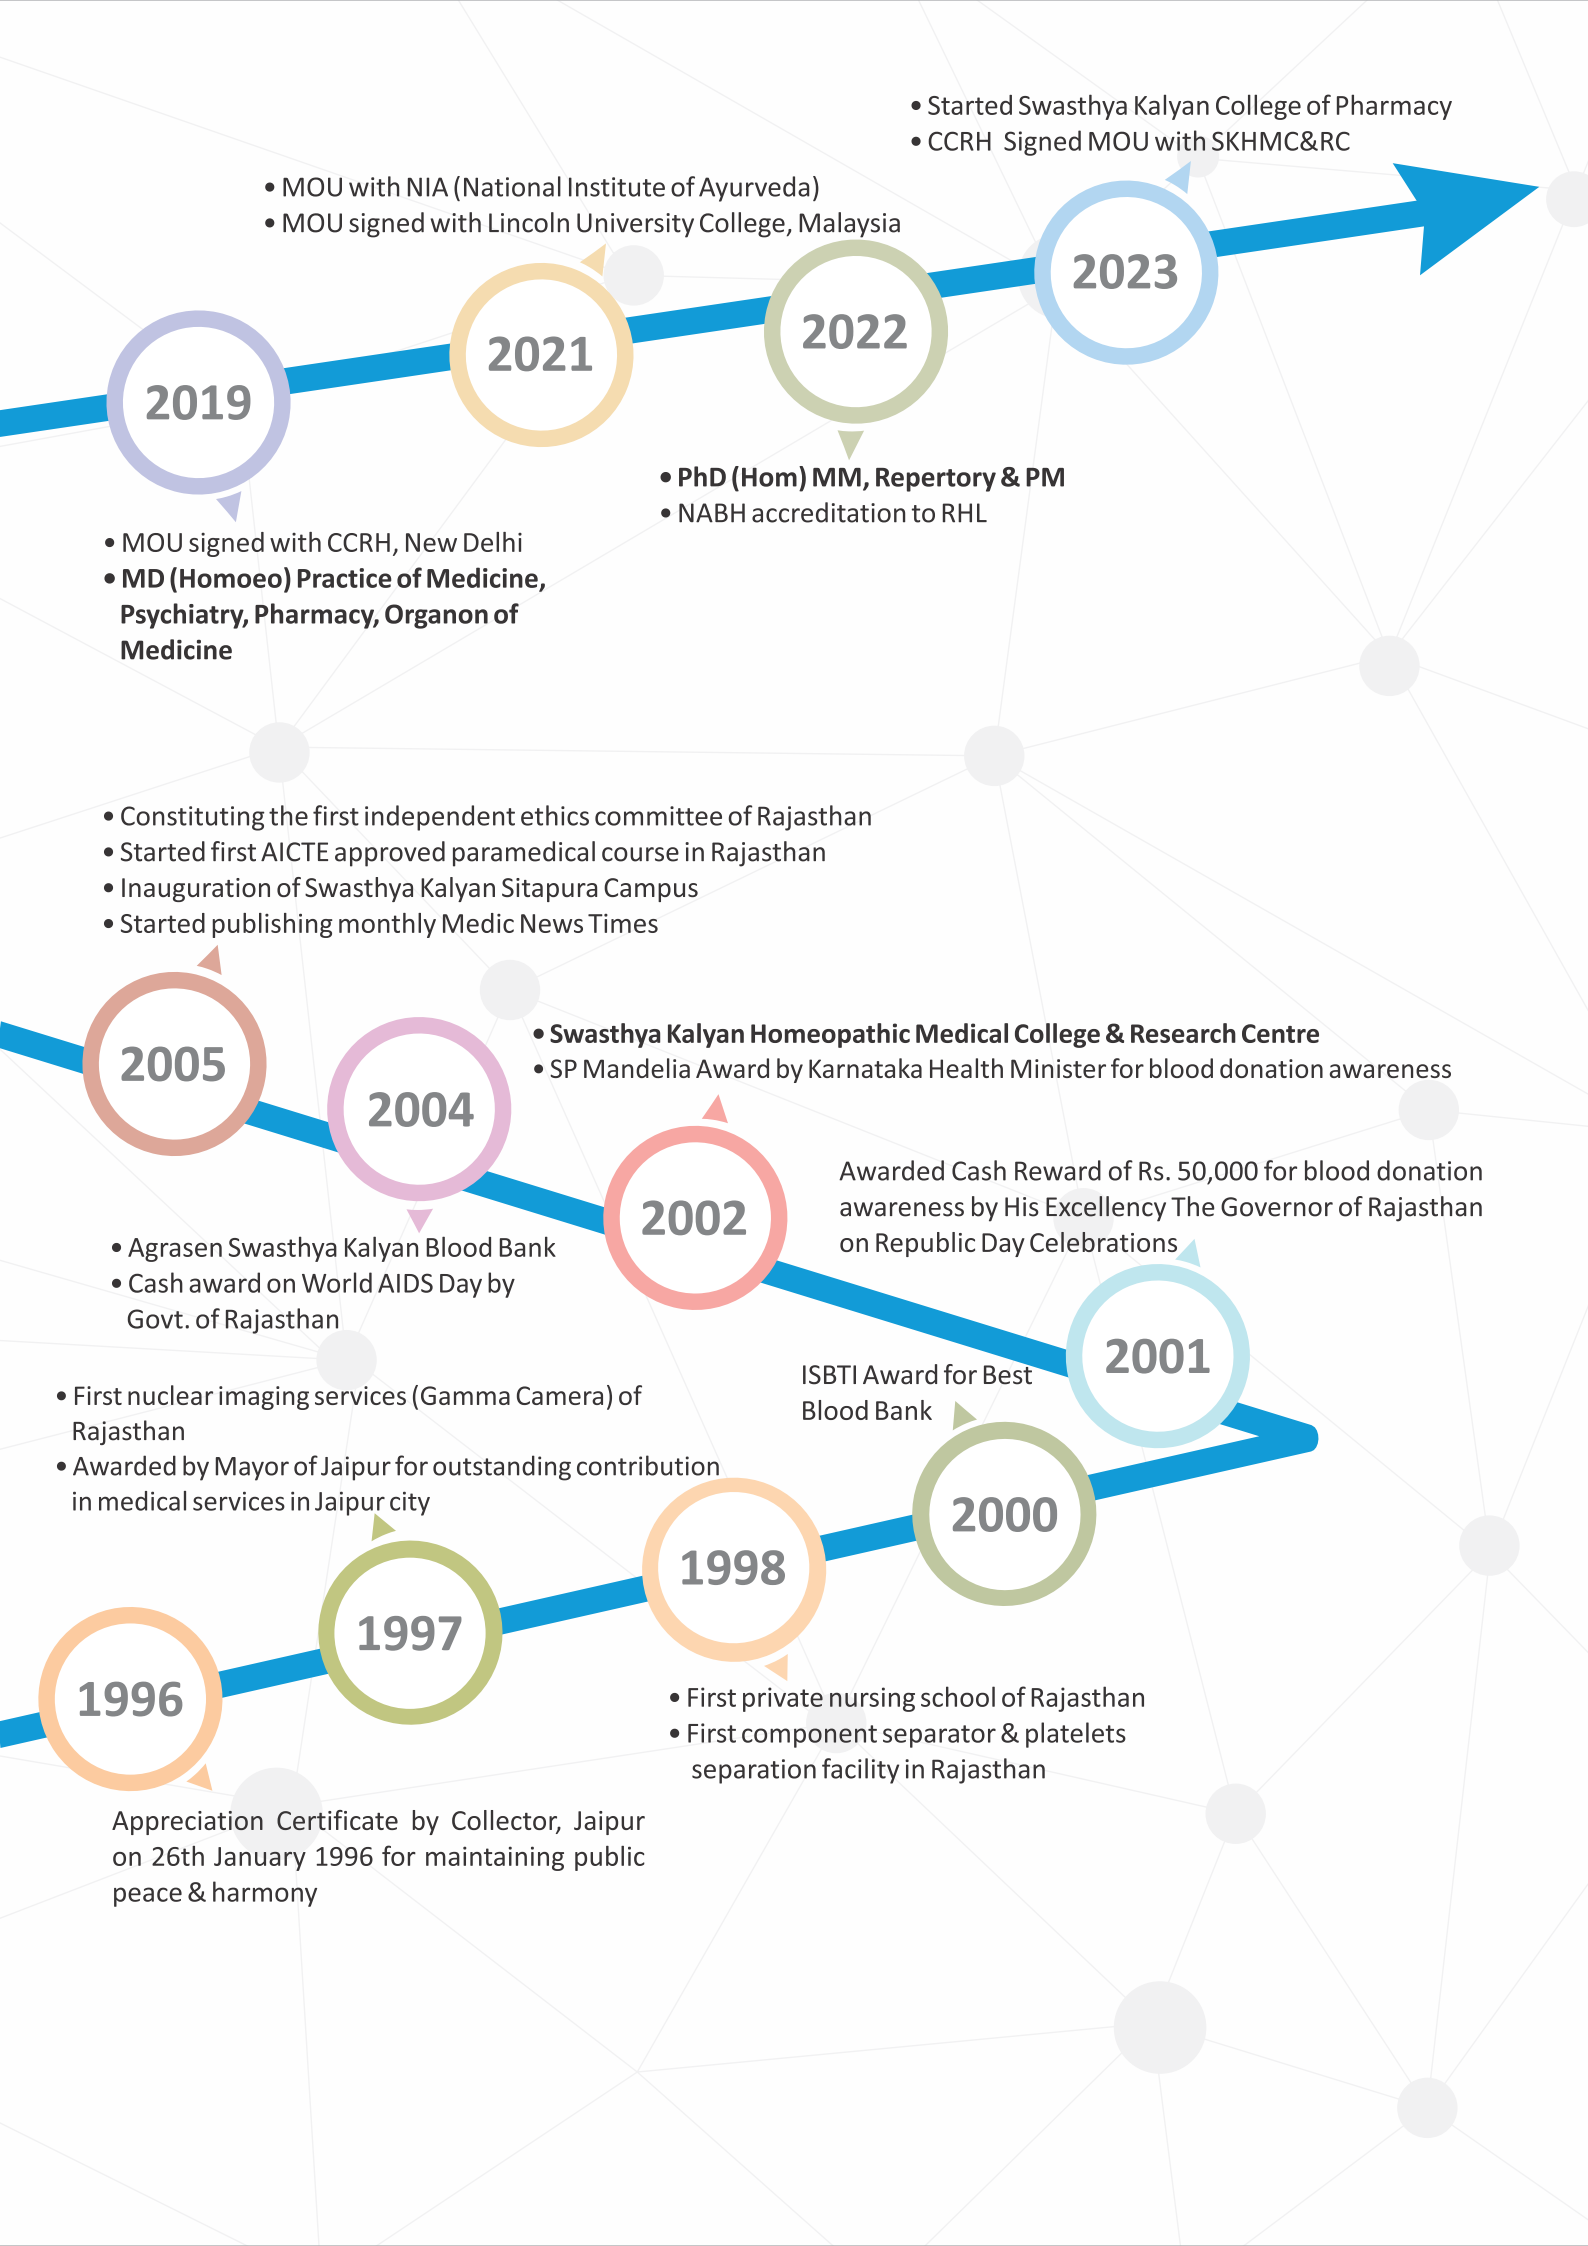 • Started Swasthya Kalyan College of Pharmacy
• CCRH Signed MOU with SKHMC&RC
• MOU with NIA (National Institute of Ayurveda)
• MOU signed with Lincoln University College, Malaysia
2023
2022
2021
2019
• PhD (Hom) MM, Repertory & PM
• NABH accreditation to RHL
• MOU signed with CCRH, New Delhi
• MD (Homoeo) Practice of Medicine,
Psychiatry, Pharmacy, Organon of
Medicine
• Constituting the first independent ethics committee of Rajasthan
• Started first AICTE approved paramedical course in Rajasthan
• Inauguration of Swasthya Kalyan Sitapura Campus
• Started publishing monthly Medic News Times
2005
• Swasthya Kalyan Homeopathic Medical College & Research Centre
• SP Mandelia Award by Karnataka Health Minister for blood donation awareness
2004
2002
Awarded Cash Reward of Rs. 50,000 for blood donation
awareness by His Excellency The Governor of Rajasthan
on Republic Day Celebrations
• Agrasen Swasthya Kalyan Blood Bank
• Cash award on World AIDS Day by
Govt. of Rajasthan
2001
ISBTI Award for Best
Blood Bank
• First nuclear imaging services (Gamma Camera) of
Rajasthan
• Awarded by Mayor of Jaipur for outstanding contribution
in medical services in Jaipur city
2000
1998
1997
1996
• First private nursing school of Rajasthan
• First component separator & platelets
separation facility in Rajasthan
Appreciation Certificate by Collector, Jaipur
on 26th January 1996 for maintaining public
peace & harmony